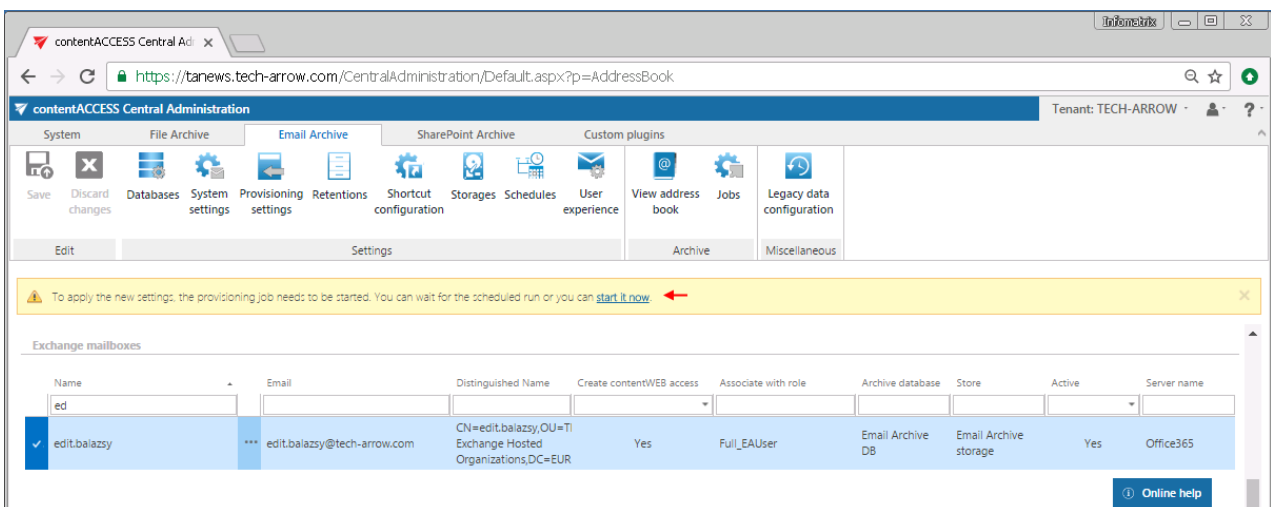 Infomatrix
contentACCESS Central Ad
https://tanews.tech-arrow.com/CentralAdministration/Default.aspx?p=AddressBook
contentACCESS Central Administration
Tenant: TECH-ARROW
?
System
File Archive
Email Archive
SharePoint Archive
Custom plugins
Save
Discard
changes
Databases
System
settings
Provisioning
settings
Retentions
Shortcut
configuration
Storages
Schedules
User
experience
View address
book
Jobs
Legacy data
configuration
Edit
Settings
Archive
Miscellaneous
To apply the new settings, the provisioning job needs to be started. You can wait for the scheduled run or you can start it now.
Exchange mailboxes
Name
Email
Distinguished Name
Create contentWEB access
Associate with role
Archive database
Store
Active
Server name
ed
edit.balazsy
edit.balazsy@tech-arrow.com
CN=edit.balazsy,OU=T
Exchange Hosted
Organizations,DC=EUR
Yes
Full_EAUser
Email Archive
DB
Email Archive
storage
Yes
Office365
Online help